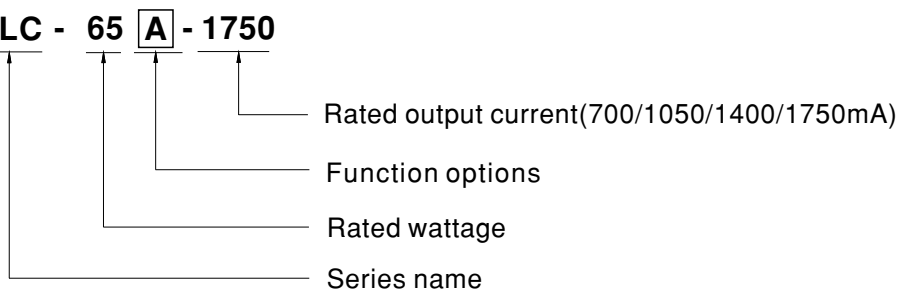 LC - 65 A - 1750
Rated output current(700/1050/1400/1750mA)
Function options
Rated wattage
Series name